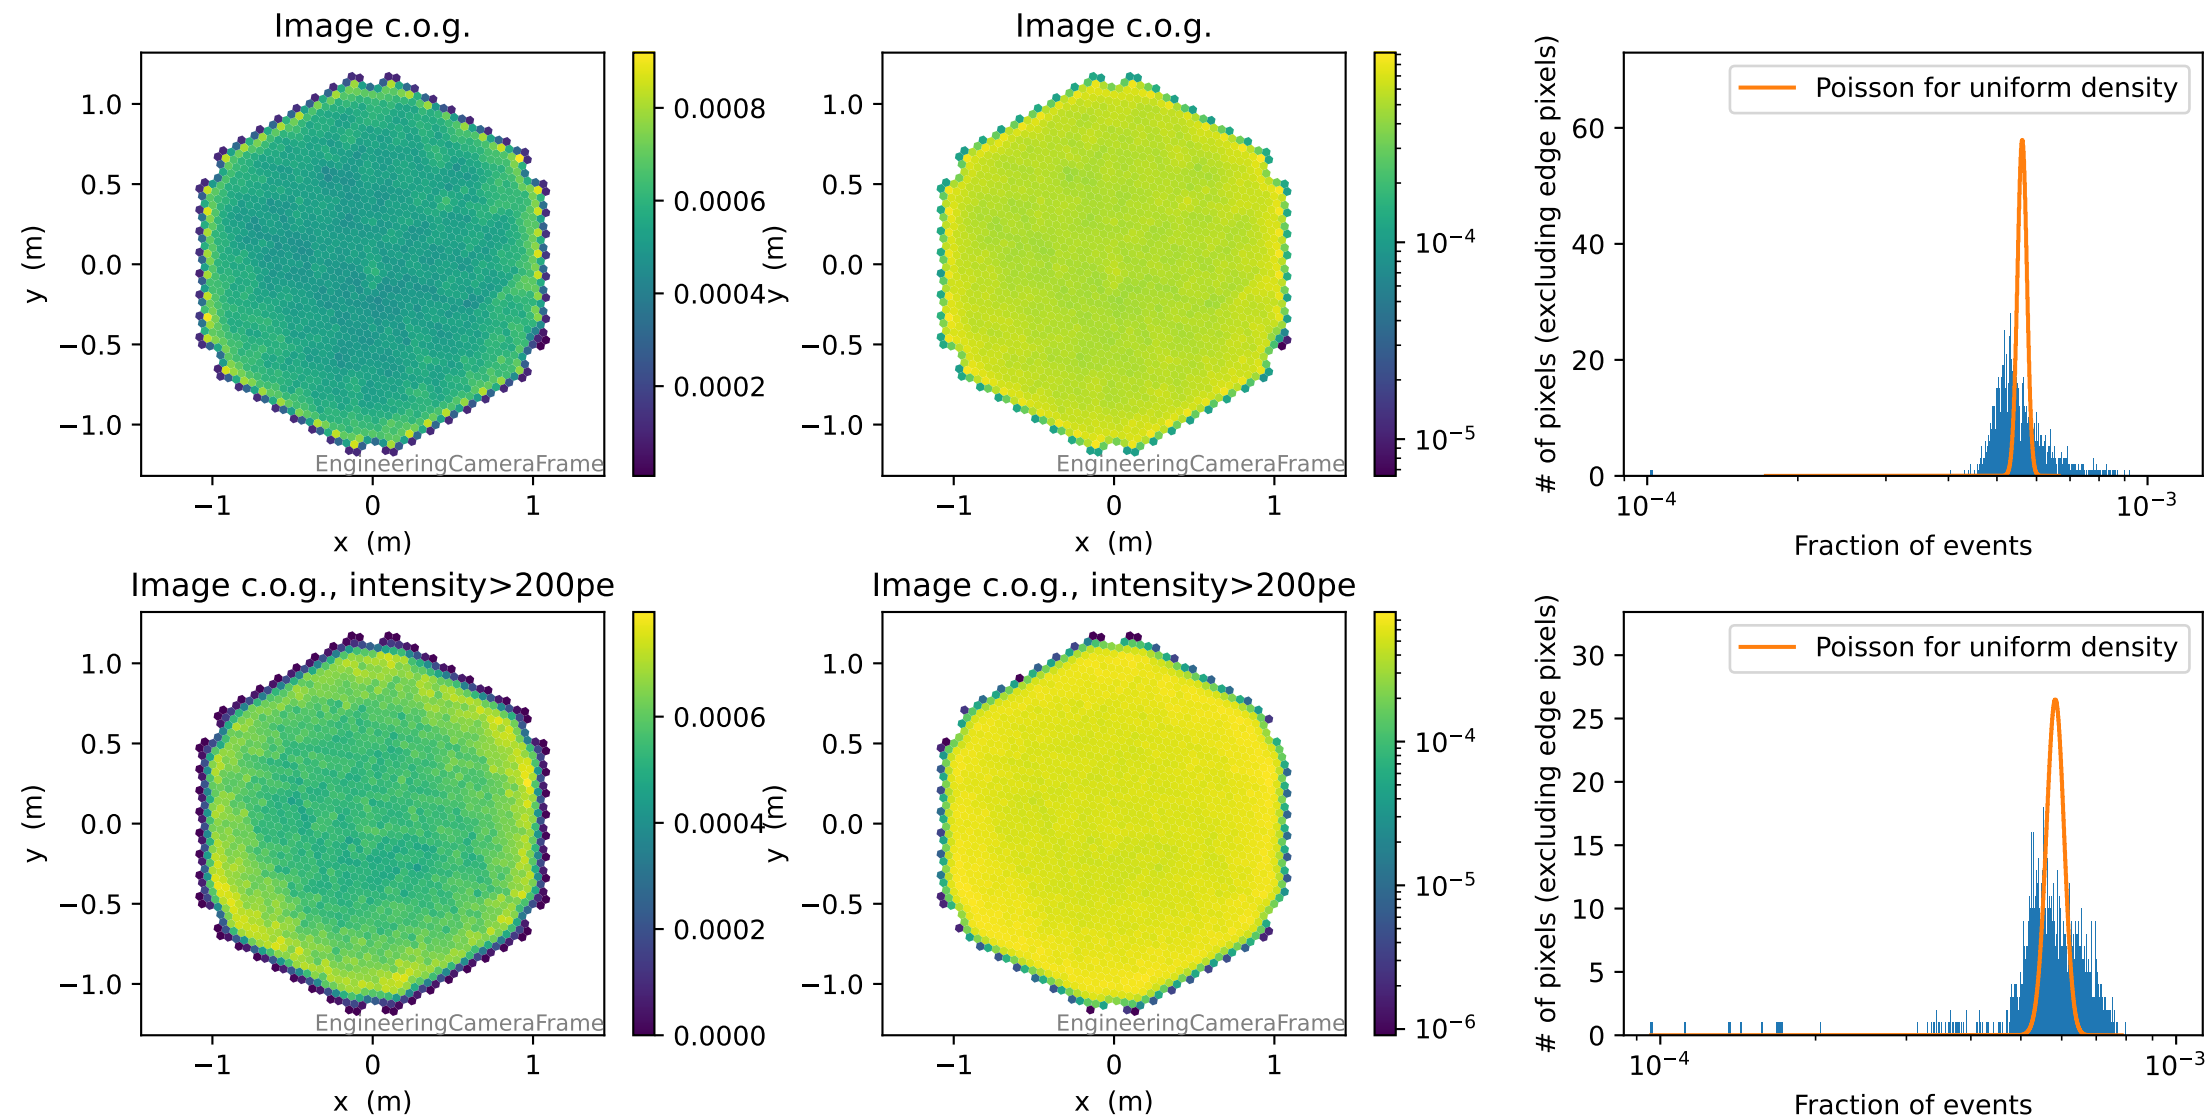 Image c.o.g.
y (m)
1.0
0.5
0.0
−0.5
−1.0
−1
0
1
x (m)
EngineeringCameraFrame
0.0008
0.0006
0.0004
0.0002
Image c.o.g.
y (m)
1.0
0.5
0.0
−0.5
−1.0
−1
0
1
x (m)
EngineeringCameraFrame
10−4
10−5
# of pixels (excluding edge pixels)
60
40
20
0
Poisson for uniform density
10−4
10−3
Fraction of events
Image c.o.g., intensity>200pe
y (m)
1.0
0.5
0.0
−0.5
−1.0
−1
0
1
x (m)
EngineeringCameraFrame
0.0006
0.0004
0.0002
0.0000
Image c.o.g., intensity>200pe
y (m)
1.0
0.5
0.0
−0.5
−1.0
−1
0
1
x (m)
EngineeringCameraFrame
10−4
10−5
10−6
# of pixels (excluding edge pixels)
30
25
20
15
10
5
0
Poisson for uniform density
10−4
10−3
Fraction of events